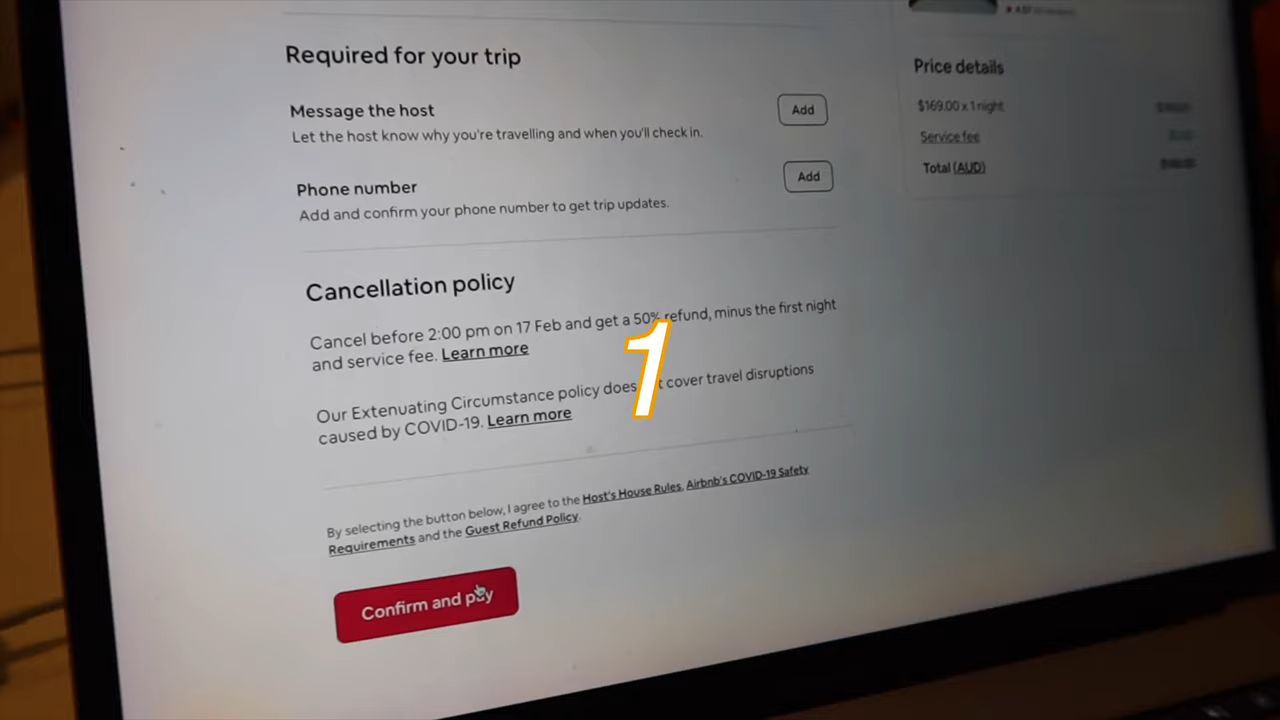 Required for your trip
Message the host
Add
Let the host know why you're travelling and when you'll check in.
Phone number
Add
Add and confirm your phone number to get trip updates.
Cancellation policy
Cancel before 2:00 pm on 17 Feb and get a 50% refund, minus the first night
and service fee. Learn more
1
Our Extenuating Circumstance policy does cover travel disruptions
caused by COVID-19. Learn more
By selecting the button below, I agree to the Host's House Rules, Airbnb's COVID-19 Safety
Requirements and the Guest Refund Policy.
Confirm and pay
Price details
$169.00 x 1 night
Service fee
Total (AUD)